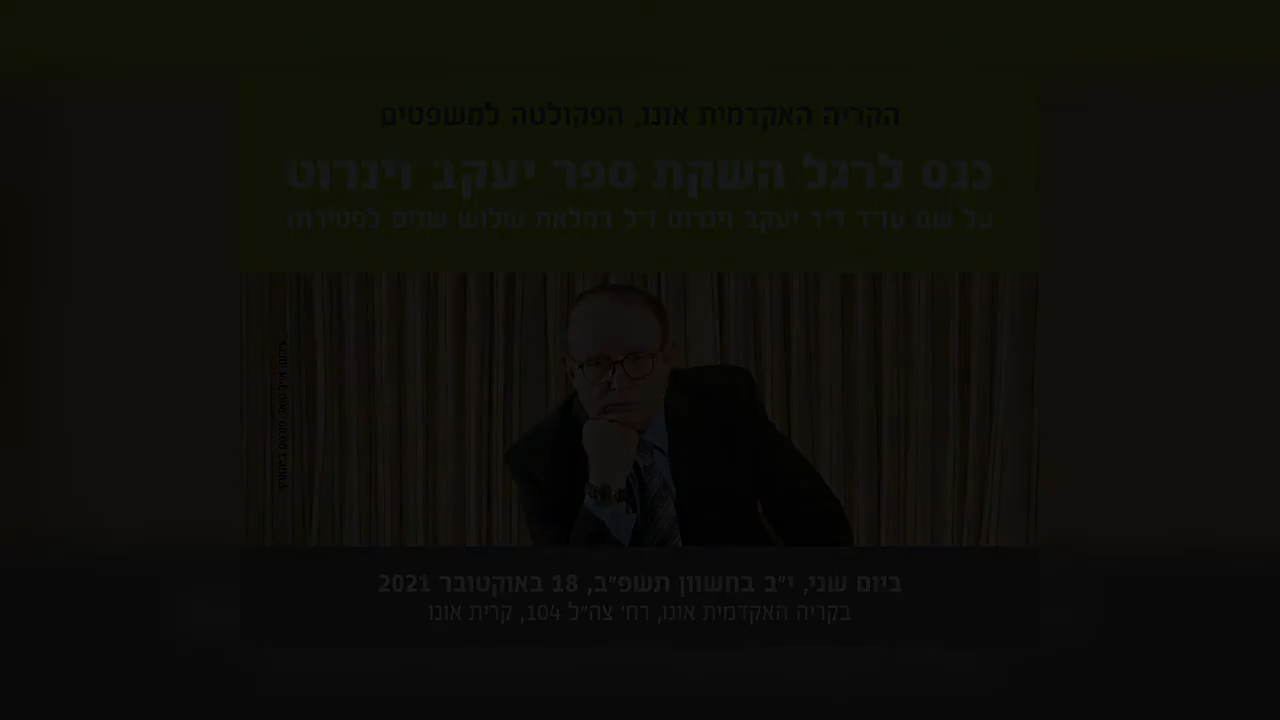 הקריה האקדמית אונו, הפקולטה למשפטים
כנס לרגל השקת ספר יעקב וינרוט
על שם עו״ד ד״ר יעקב וינרוט ז״ל במלאת שלוש שנים לפטירתו
ביום שני, י״ב בחשוון תשפ״ב, 18 באוקטובר 2021
בקריה האקדמית אונו, רח׳ צה״ל 104, קרית אונו